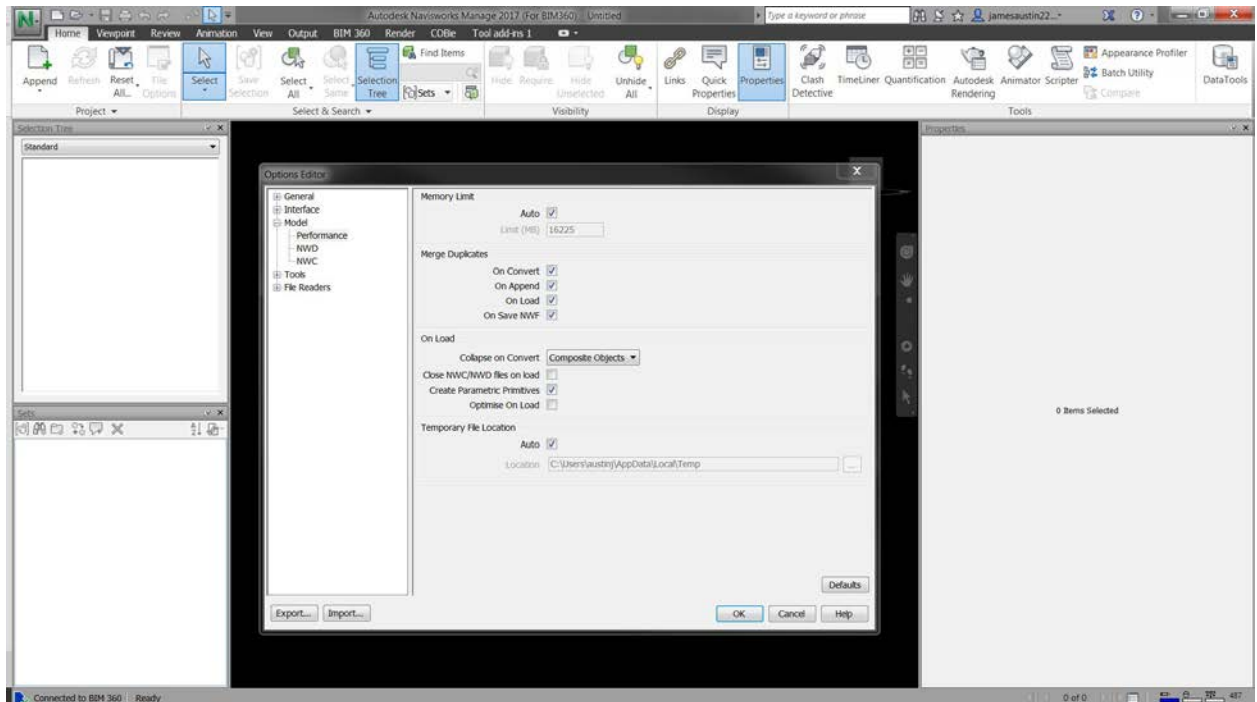 Autodesk Navisworks Manage 2017 (For BIM360) Untitled
Type a keyword or phrase
jamesaustin22...
Home Viewpoint Review Animation View Output BIM 360 Render COBie Tool add-ins 1
Append
Refresh
Reset All...
File Options
Select
Save Selection
Select All
Select Same
Selection Tree
Find Items
Sets
Hide
Require
Hide Unselected
Unhide All
Links
Quick Properties
Properties
Clash Detective
TimeLiner
Quantification
Autodesk Rendering
Animator
Scripter
Appearance Profiler
Batch Utility
Compare
DataTools
Project
Select & Search
Visibility
Display
Tools
Selection Tree
Standard
Sets
Properties
0 Items Selected
Options Editor
General
Interface
Model
Performance
NWD
NWC
Tools
File Readers
Memory Limit
Auto
Limit (MB) 16225
Merge Duplicates
On Convert
On Append
On Load
On Save NWF
On Load
Collapse on Convert Composite Objects
Close NWC/NWD files on load
Create Parametric Primitives
Optimise On Load
Temporary File Location
Auto
Location C:\Users\austinj\AppData\Local\Temp
...
Defaults
Export... Import... OK Cancel Help
Connected to BIM 360 Ready
0 of 0
487